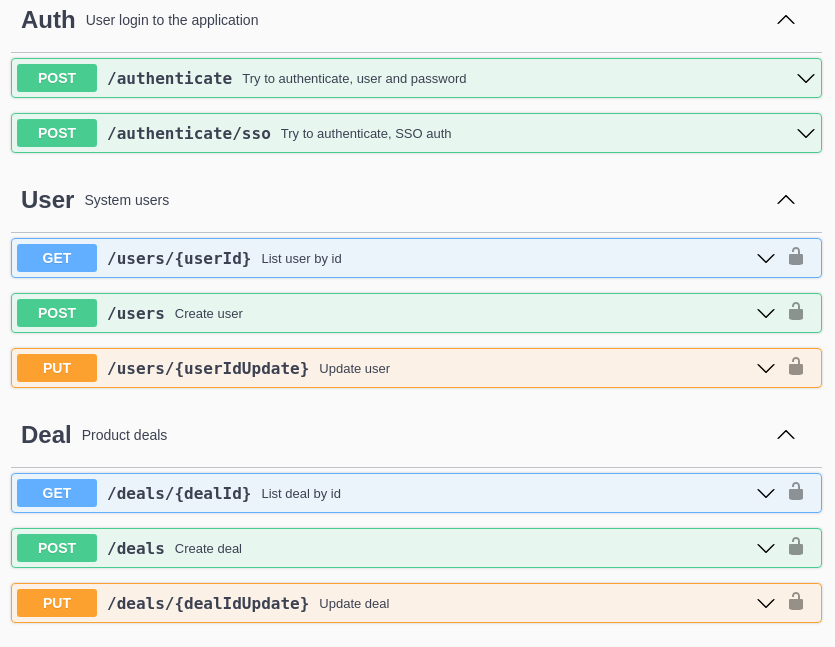 Auth User login to the application
POST /authenticate Try to authenticate, user and password
POST /authenticate/sso Try to authenticate, SSO auth
User System users
GET /users/{userId} List user by id
POST /users Create user
PUT /users/{userIdUpdate} Update user
Deal Product deals
GET /deals/{dealId} List deal by id
POST /deals Create deal
PUT /deals/{dealIdUpdate} Update deal